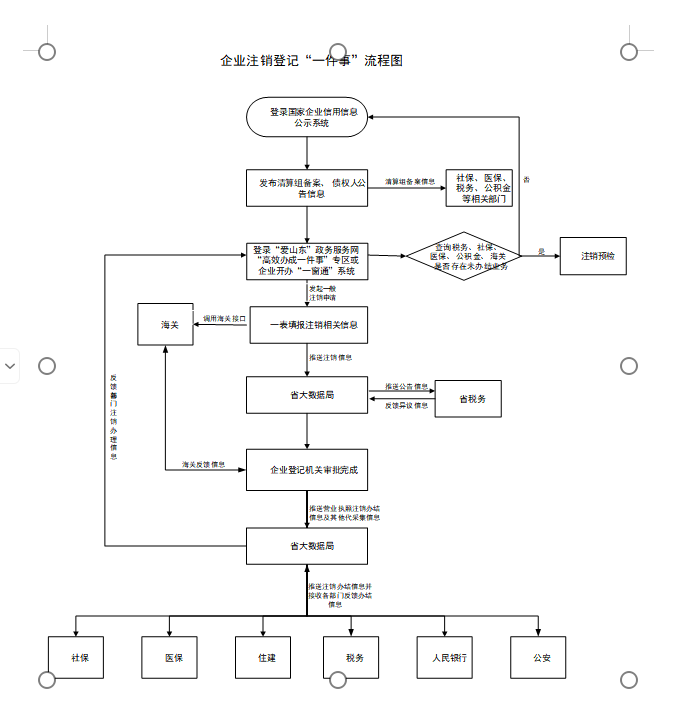 企业注销登记“一件事”流程图
登录国家企业信用信息
公示系统
发布清算组备案、债权人公
告信息
清算组备案信息
社保、医保、
税务、公积金
等相关部门
否
登录“爱山东”政务服务网
“高效办成一件事”专区或
企业开办“一窗通”系统
查询税务、社保、
医保、公积金、海关
是否存在未办结业务
是
注销预检
发起一般
注销申请
海关
调用海关接口
一表填报注销相关信息
推送注销信息
省大数据局
推送公告信息
反馈异议信息
省税务
反
馈
部
门
注
销
办
理
信
息
海关反馈信息
企业登记机关审批完成
推送营业执照注销办结
信息及其他代采集信息
省大数据局
推送注销办结信息并
接收各部门反馈办结
信息
社保
医保
住建
税务
人民银行
公安